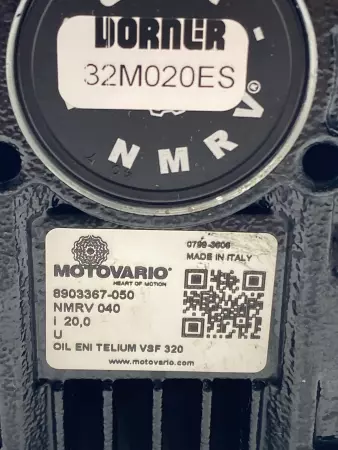 DORNER
32M020ES
NMRV®
0799-3606
MADE IN ITALY
MOTOVARIO®
HEART OF MOTION
8903367-050
NMRV 040
I 20,0
U
OIL ENI TELIUM VSF 320
www.motovario.com